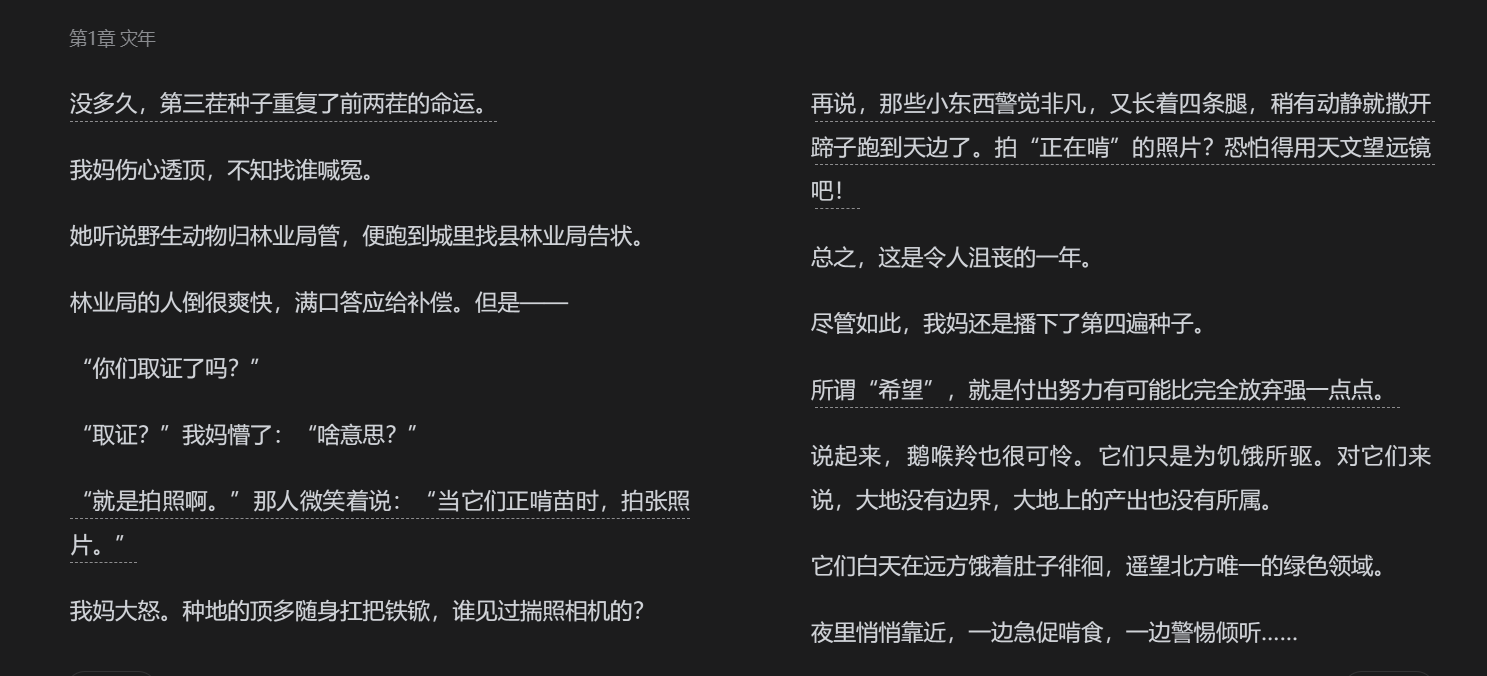 第1章 灾年
没多久，第三茬种子重复了前两茬的命运。
我妈伤心透顶，不知找谁喊冤。
她听说野生动物归林业局管，便跑到城里找县林业局告状。
林业局的人倒很爽快，满口答应给补偿。但是——
“你们取证了吗？”
“取证？”我妈懵了：“啥意思？”
“就是拍照啊。”那人微笑着说：“当它们正啃苗时，拍张照
片。”
我妈大怒。种地的顶多随身扛把铁锨，谁见过揣照相机的？
再说，那些小东西警觉非凡，又长着四条腿，稍有动静就撒开
蹄子跑到天边了。拍“正在啃”的照片？恐怕得用天文望远镜
吧！
总之，这是令人沮丧的一年。
尽管如此，我妈还是播下了第四遍种子。
所谓“希望”，就是付出努力有可能比完全放弃强一点点。
说起来，鹅喉羚也很可怜。它们只是为饥饿所驱。对它们来
说，大地没有边界，大地上的产出也没有所属。
它们白天在远方饿着肚子徘徊，遥望北方唯一的绿色领域。
夜里悄悄靠近，一边急促啃食，一边警惕倾听……